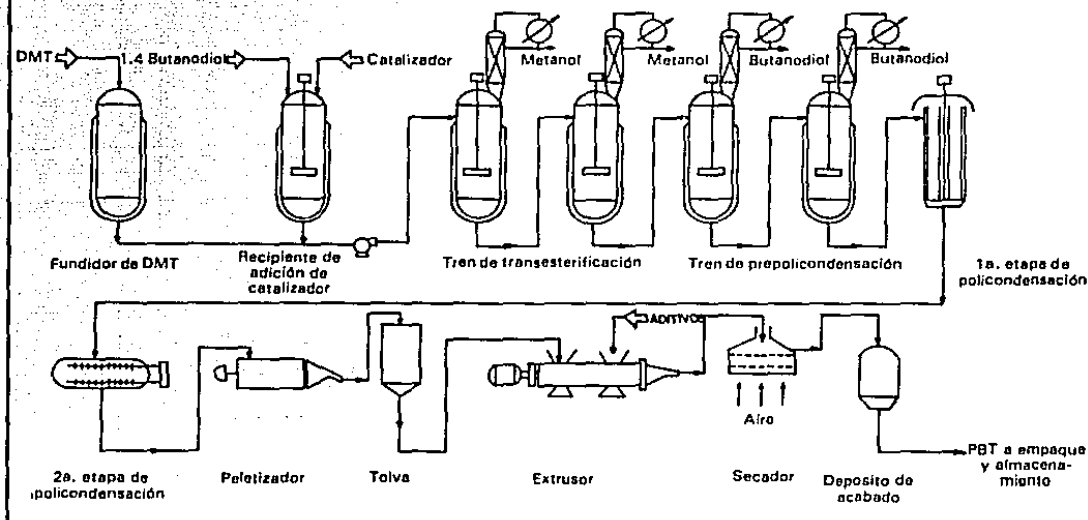 DMT
1.4 Butanodiol
Catalizador
Metanol
Metanol
Butanodiol
Butanodiol
Fundidor de DMT
Recipiente de
adición de
catalizador
Tren de transesterificación
Tren de prepolicondensación
1a. etapa de
policondensación
ADITIVOS
Aire
2a. etapa de
policondensación
Peletizador
Tolva
Extrusor
Secador
Deposito de
acabado
PBT a empaque
y almacena-
miento